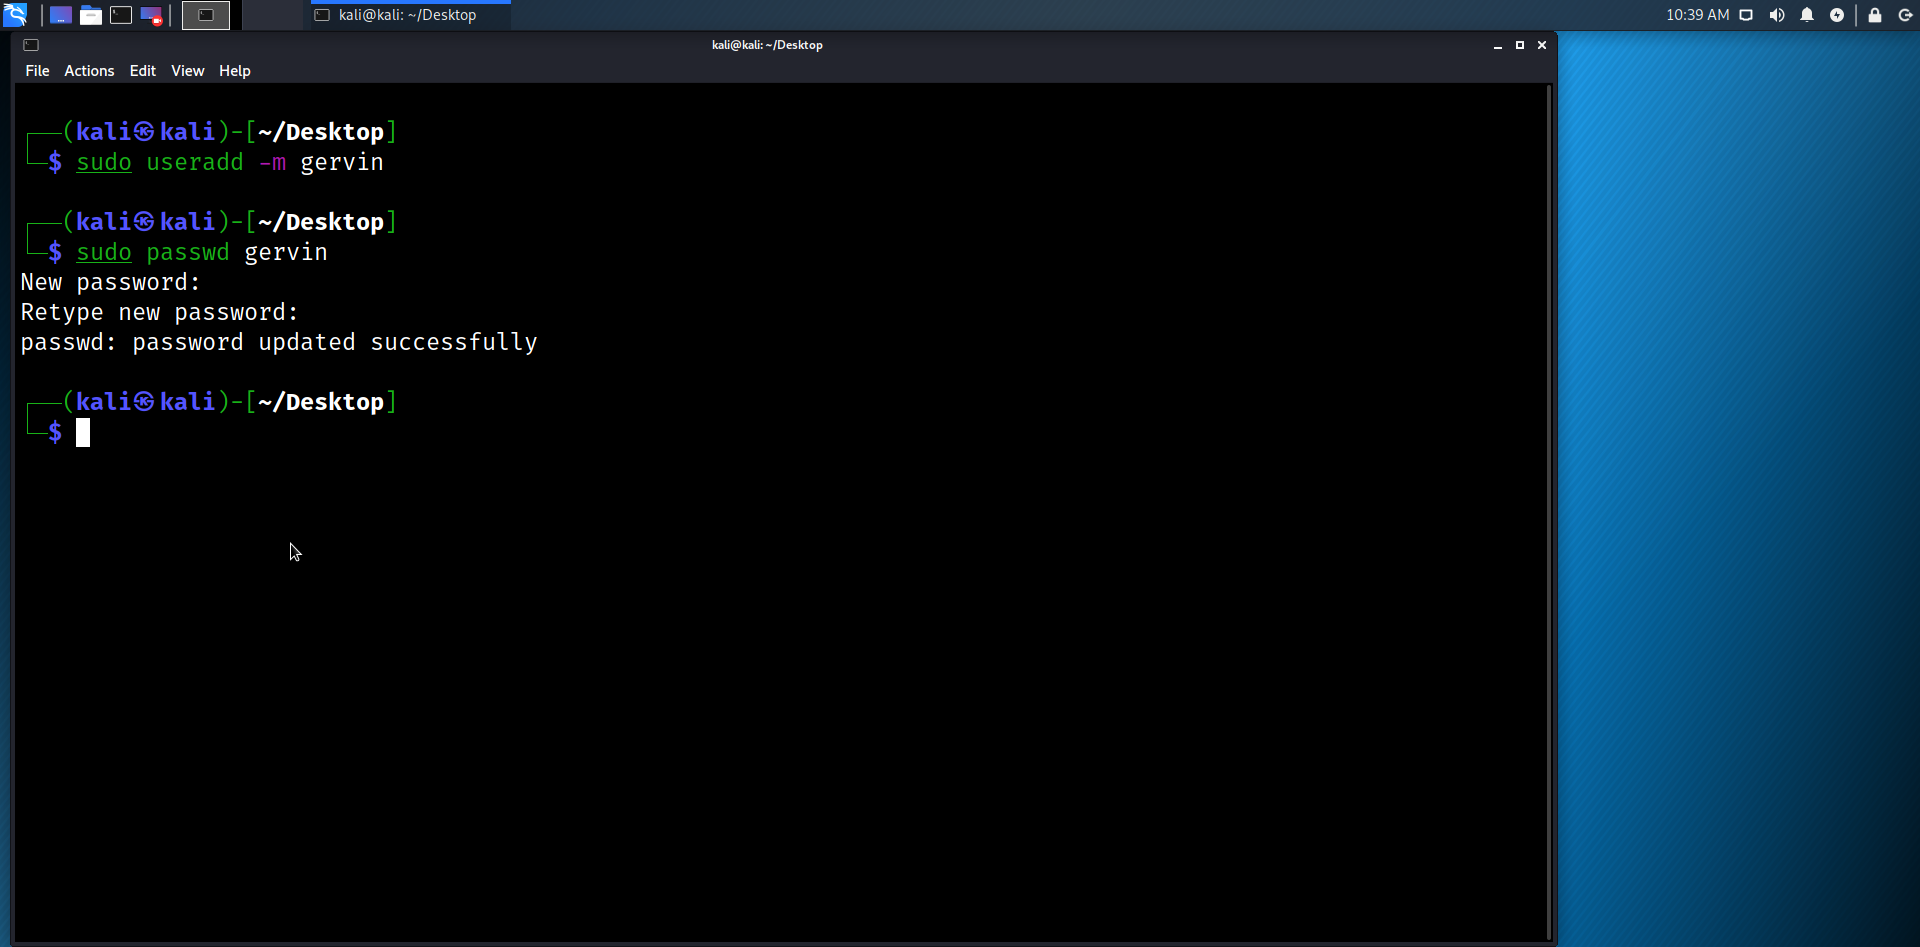 kali@kali: ~/Desktop
10:39 AM
kali@kali: ~/Desktop
File Actions Edit View Help
(kali㉿kali)-[~/Desktop]
$ sudo useradd -m gervin
(kali㉿kali)-[~/Desktop]
$ sudo passwd gervin
New password:
Retype new password:
passwd: password updated successfully
(kali㉿kali)-[~/Desktop]
$